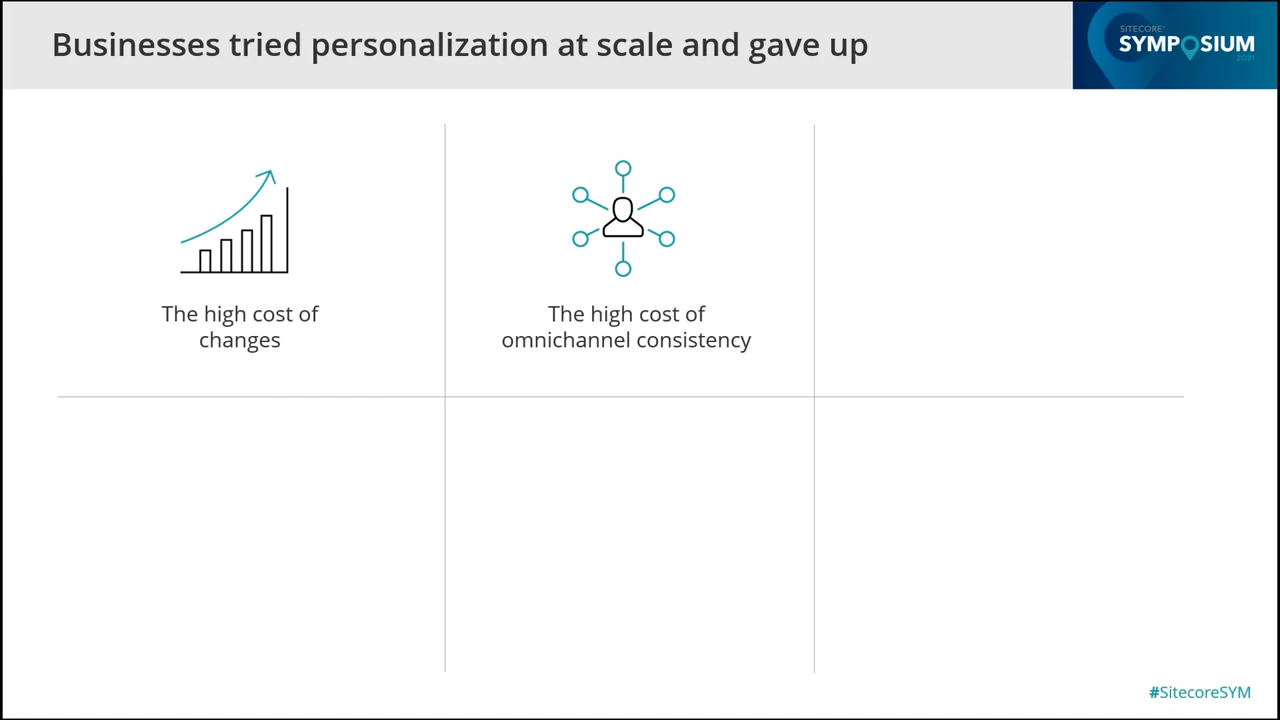 Businesses tried personalization at scale and gave up
SITECORE®
SYMPOSIUM
2021
The high cost of
changes
The high cost of
omnichannel consistency
#SitecoreSYM